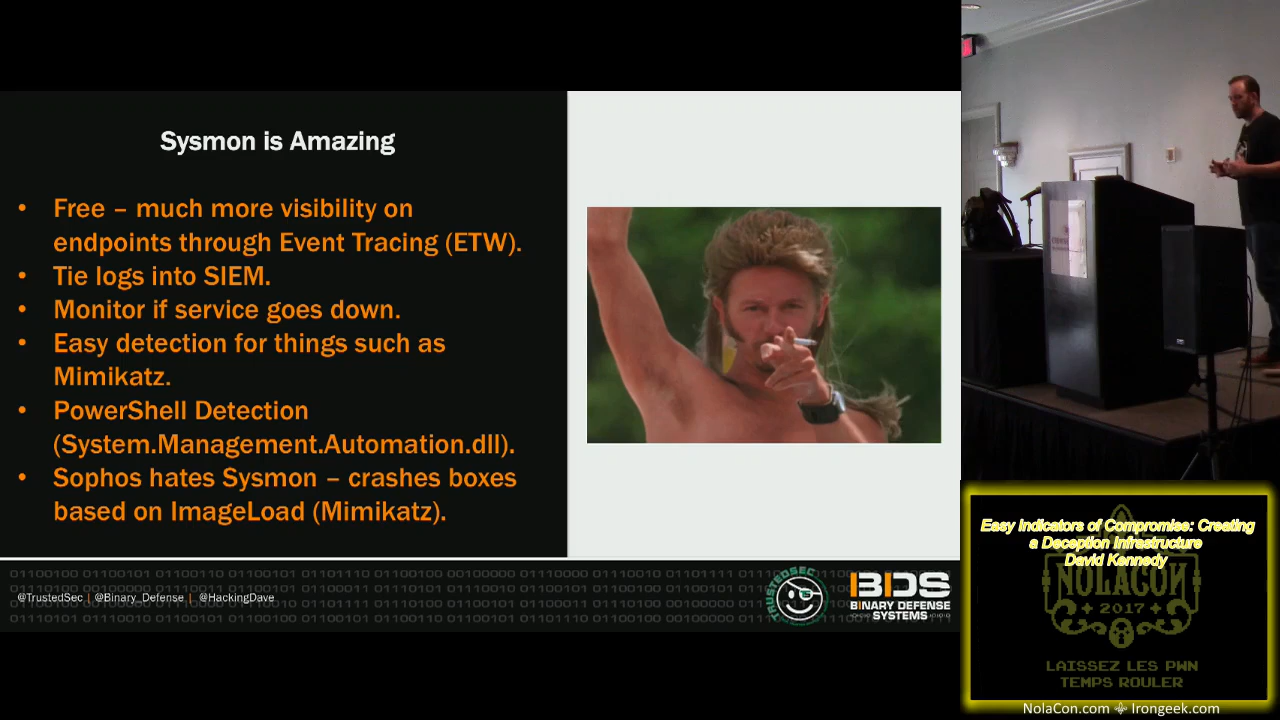 Sysmon is Amazing
• Free – much more visibility on
endpoints through Event Tracing (ETW).
• Tie logs into SIEM.
• Monitor if service goes down.
• Easy detection for things such as
Mimikatz.
• PowerShell Detection
(System.Management.Automation.dll).
• Sophos hates Sysmon – crashes boxes
based on ImageLoad (Mimikatz).
@TrustedSec | @Binary_Defense | @HackingDave
TRUSTEDSEC
BDS
BINARY DEFENSE
SYSTEMS
Easy Indicators of Compromise: Creating
a Deception Infrastructure
David Kennedy
NOLACON
2017
LAISSEZ LES PWN
TEMPS ROULER
NolaCon.com Irongeek.com